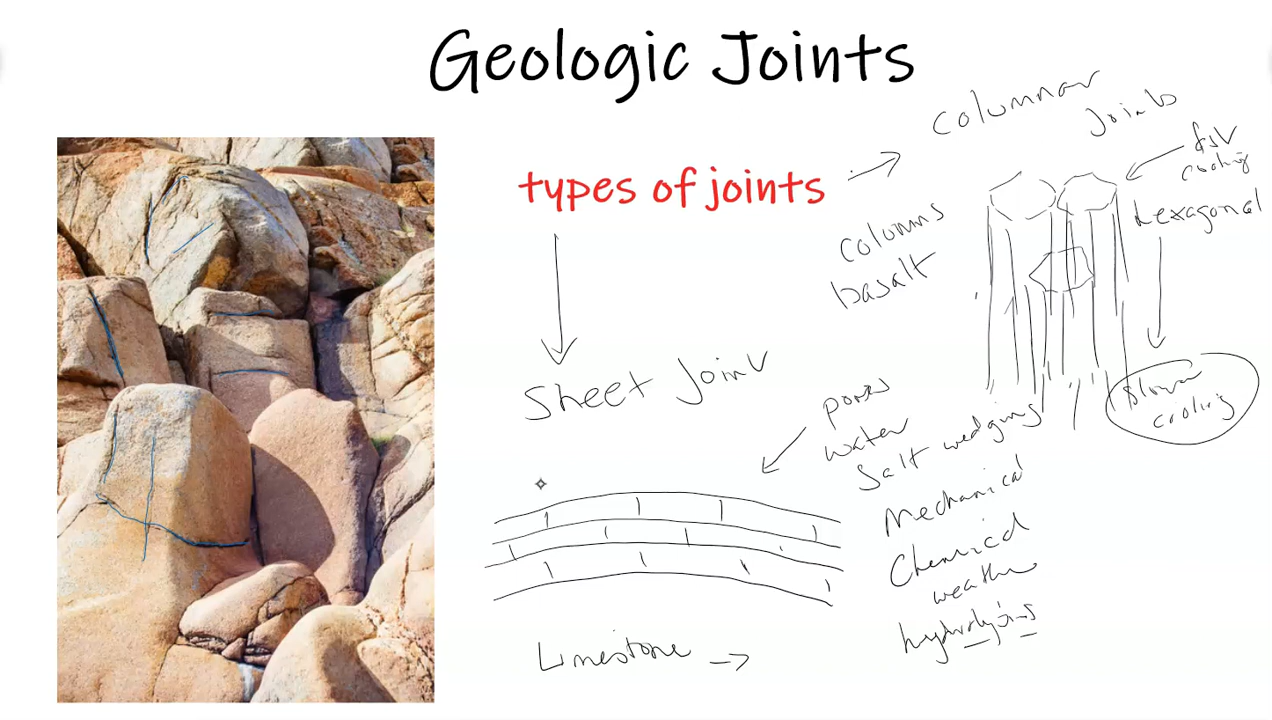 Geologic Joints
types of joints
columnar
joints
cooling
hexagonal
columns
basalt
slower
cooling
Sheet Joint
pores
water
Salt wedging
Mechanical
Chemical
weather
hydrolysis
Limestone